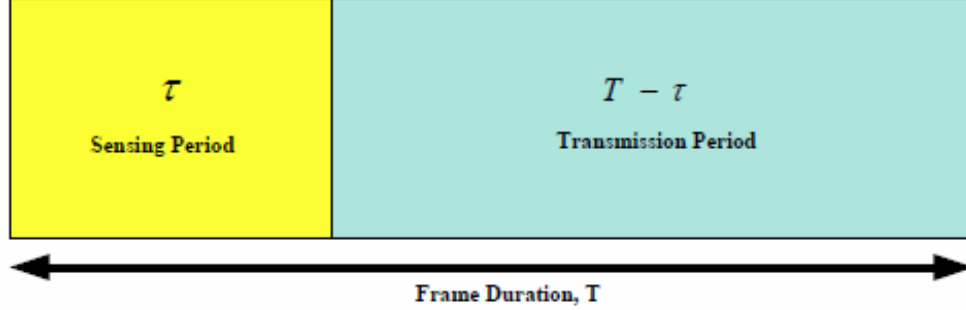 τ
Sensing Period
T − τ
Transmission Period
Frame Duration, T